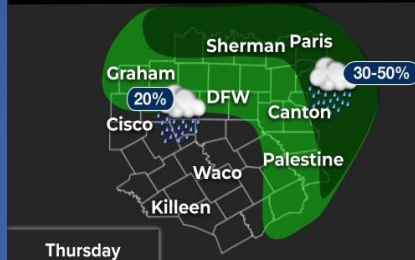 Sherman Paris
30-50%
Graham
20%
DFW
Cisco
Canton
Palestine
Waco
Killeen
Thursday